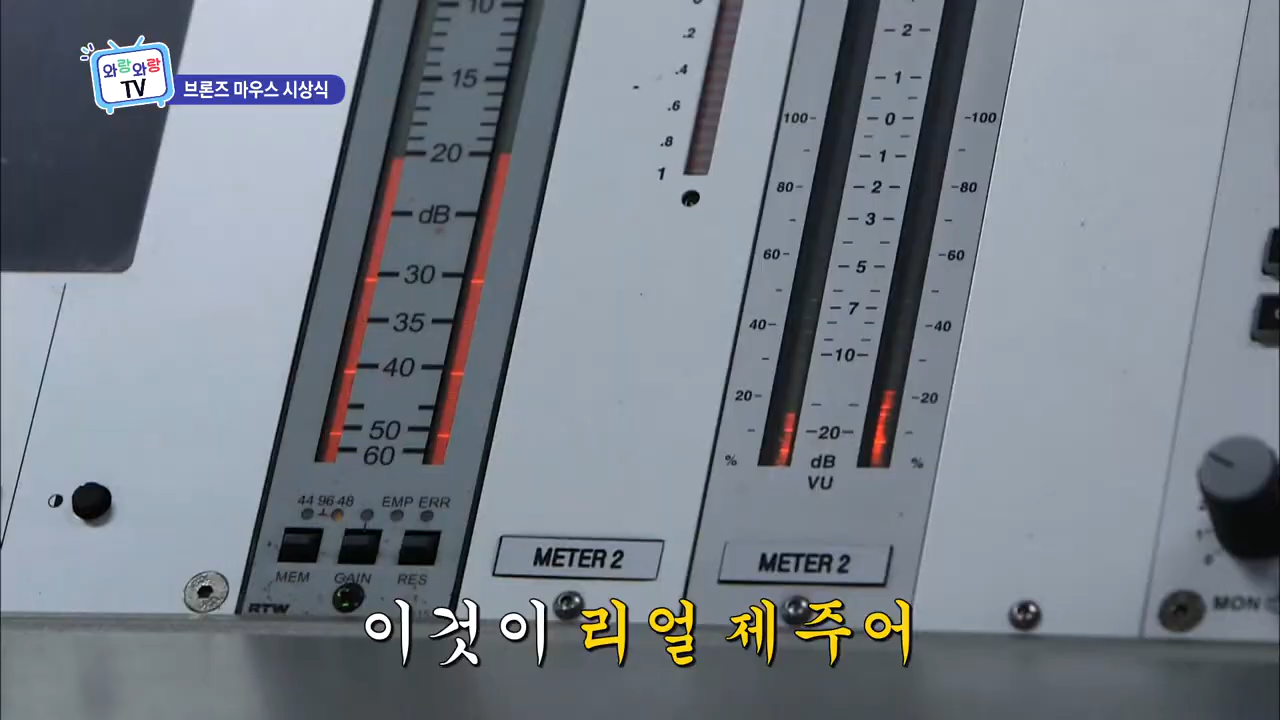 와랑와랑
TV
브론즈 마우스 시상식
10
15
20
dB
30
35
40
50
60
44 96 48
EMP ERR
MEM GAIN RES
RTW
.2
.4
.6
.8
1
2
1
100 0 100
1
80 2 80
3
60 5 60
7
40 10 40
20 20 20
% dB %
VU
METER 2
METER 2
MON
이것이 리얼 제주어